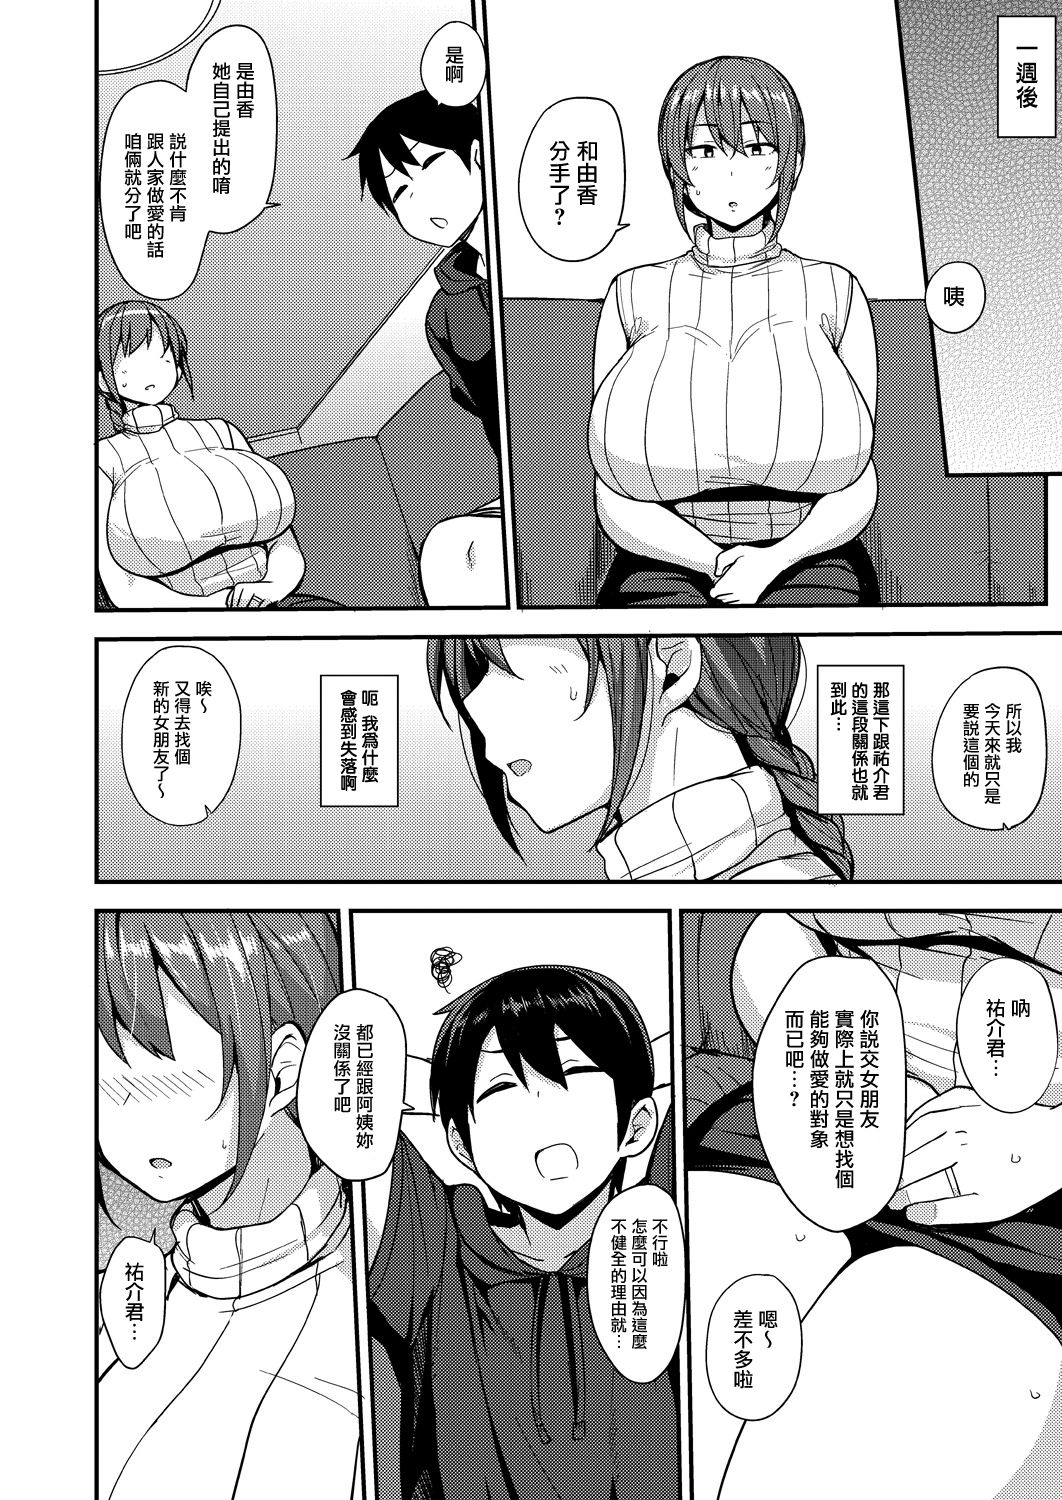 一週後
咦
和由香
分手了？
是啊
是由香
她自己提出的唷
說什麼不肯
跟人家做愛的話
咱倆就分了吧
所以我
今天來就只是
要說這個的
那這下跟祐介君
的這段關係也就
到此…
呃 我爲什麼
會感到失落啊
唉～
又得去找個
新的女朋友了～
吶
祐介君…
你說交女朋友
實際上就只是想找個
能夠做愛的對象
而已吧…？
嗯～
差不多啦
不行啦
怎麼可以因為這麼
不健全的理由就…
都已經跟阿姨妳
沒關係了吧
祐介君…